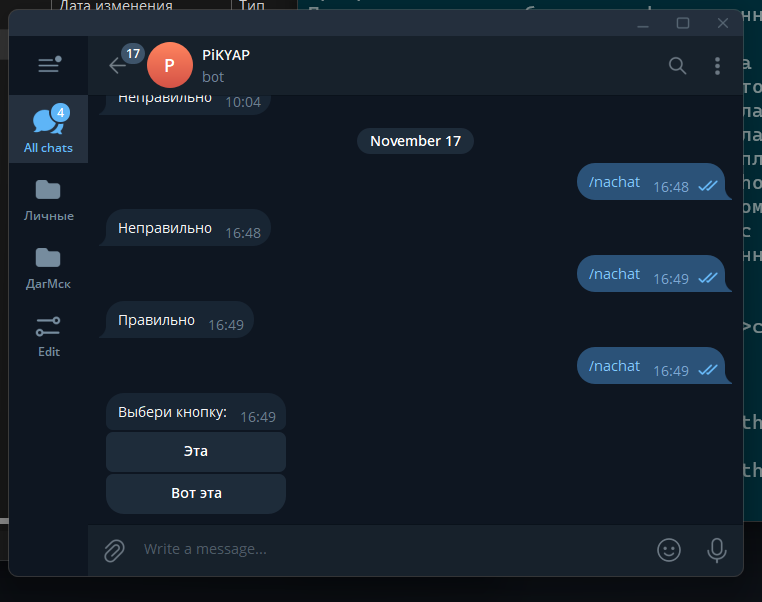 Дата изменения
Тип
17
P
PiKYAP
bot
4
All chats
Личные
ДагМск
Edit
Неправильно 10:04
November 17
/nachat 16:48
Неправильно 16:48
/nachat 16:49
Правильно 16:49
/nachat 16:49
Выбери кнопку: 16:49
Эта
Вот эта
Write a message...